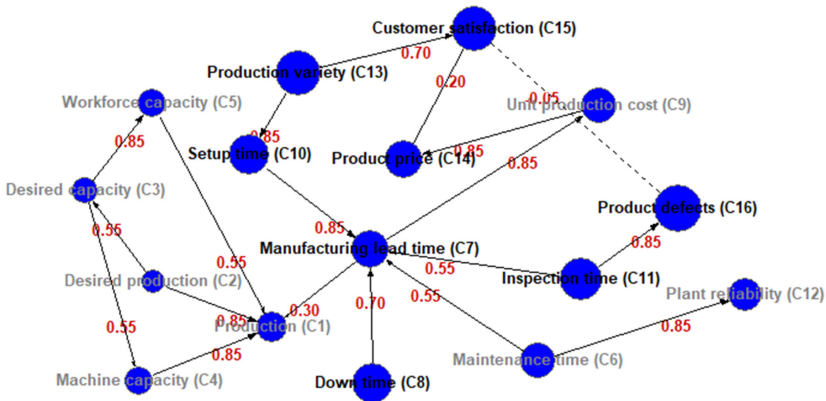 Customer satisfaction (C15)
0.70
Production variety (C13)
0.20
Workforce capacity (C5)
-0.05
Unit production cost (C9)
0.85
0.85
Setup time (C10)
Product price (C14)
0.85
0.85
Desired capacity (C3)
Product defects (C16)
0.55
0.85
Manufacturing lead time (C7)
0.85
0.55
0.55
Desired production (C2)
Inspection time (C11)
0.55
Plant reliability (C12)
0.70
0.30
0.85
Production (C1)
0.55
0.85
0.85
Maintenance time (C6)
Machine capacity (C4)
Down time (C8)